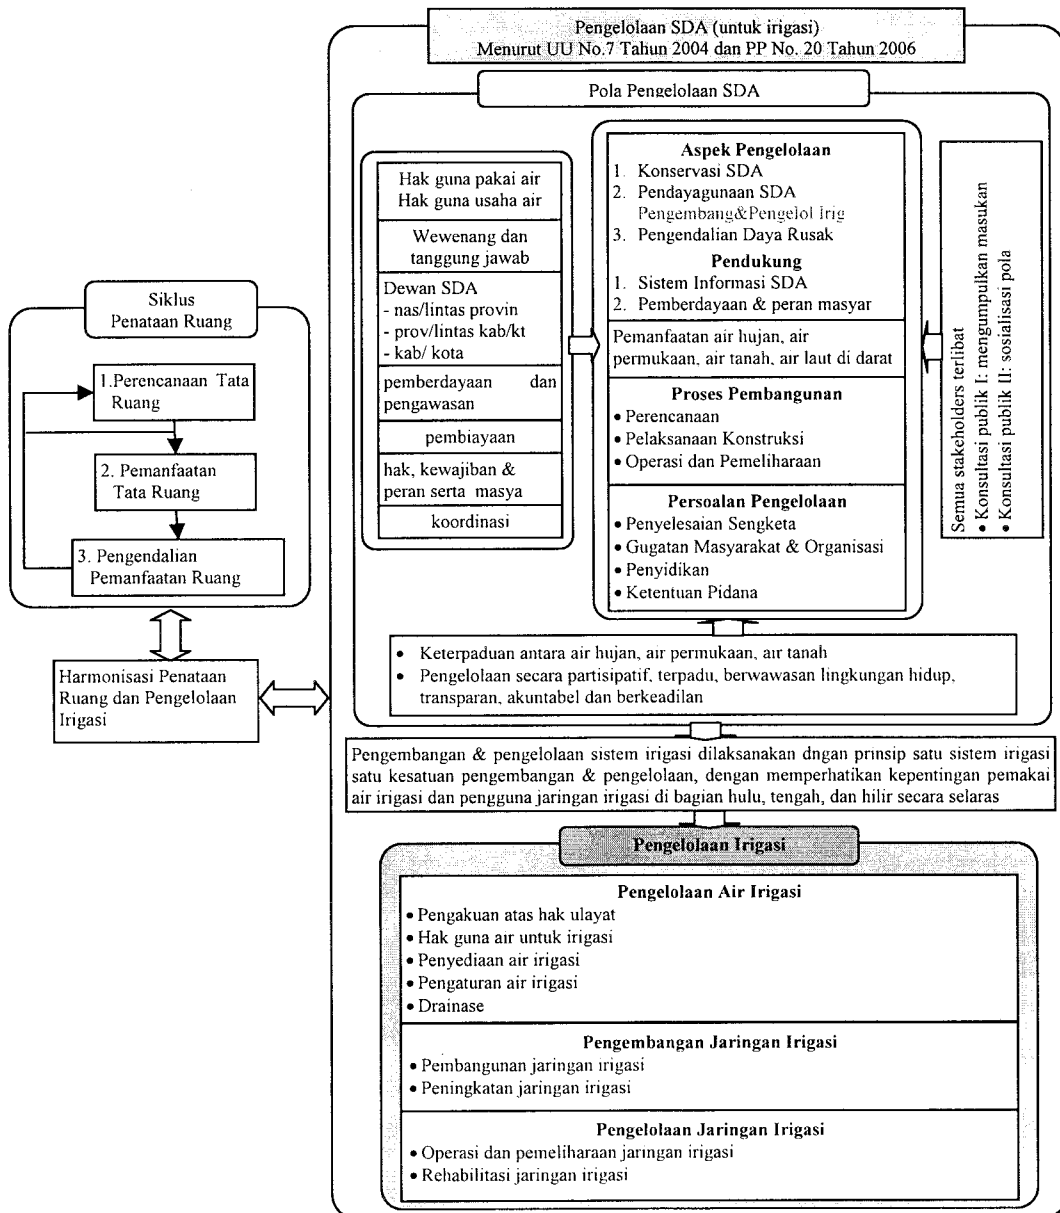 Pengelolaan SDA (untuk irigasi)
Menurut UU No.7 Tahun 2004 dan PP No. 20 Tahun 2006
Pola Pengelolaan SDA
Siklus
Penataan Ruang
1.Perencanaan Tata
Ruang
2. Pemanfaatan
Tata Ruang
3. Pengendalian
Pemanfaatan Ruang
Harmonisasi Penataan
Ruang dan Pengelolaan
Irigasi
Hak guna pakai air
Hak guna usaha air
Wewenang dan
tanggung jawab
Dewan SDA
- nas/lintas provin
- prov/lintas kab/kt
- kab/ kota
pemberdayaan dan
pengawasan
pembiayaan
hak, kewajiban &
peran serta masya
koordinasi
Aspek Pengelolaan
1. Konservasi SDA
2. Pendayagunaan SDA
Pengembang&Pengelol Irig
3. Pengendalian Daya Rusak
Pendukung
1. Sistem Informasi SDA
2. Pemberdayaan & peran masyar
Pemanfaatan air hujan, air
permukaan, air tanah, air laut di darat
Proses Pembangunan
• Perencanaan
• Pelaksanaan Konstruksi
• Operasi dan Pemeliharaan
Persoalan Pengelolaan
• Penyelesaian Sengketa
• Gugatan Masyarakat & Organisasi
• Penyidikan
• Ketentuan Pidana
Semua stakeholders terlibat
• Konsultasi publik I: mengumpulkan masukan
• Konsultasi publik II: sosialisasi pola
• Keterpaduan antara air hujan, air permukaan, air tanah
• Pengelolaan secara partisipatif, terpadu, berwawasan lingkungan hidup,
transparan, akuntabel dan berkeadilan
Pengembangan & pengelolaan sistem irigasi dilaksanakan dngan prinsip satu sistem irigasi
satu kesatuan pengembangan & pengelolaan, dengan memperhatikan kepentingan pemakai
air irigasi dan pengguna jaringan irigasi di bagian hulu, tengah, dan hilir secara selaras
Pengelolaan Irigasi
Pengelolaan Air Irigasi
• Pengakuan atas hak ulayat
• Hak guna air untuk irigasi
• Penyediaan air irigasi
• Pengaturan air irigasi
• Drainase
Pengembangan Jaringan Irigasi
• Pembangunan jaringan irigasi
• Peningkatan jaringan irigasi
Pengelolaan Jaringan Irigasi
• Operasi dan pemeliharaan jaringan irigasi
• Rehabilitasi jaringan irigasi